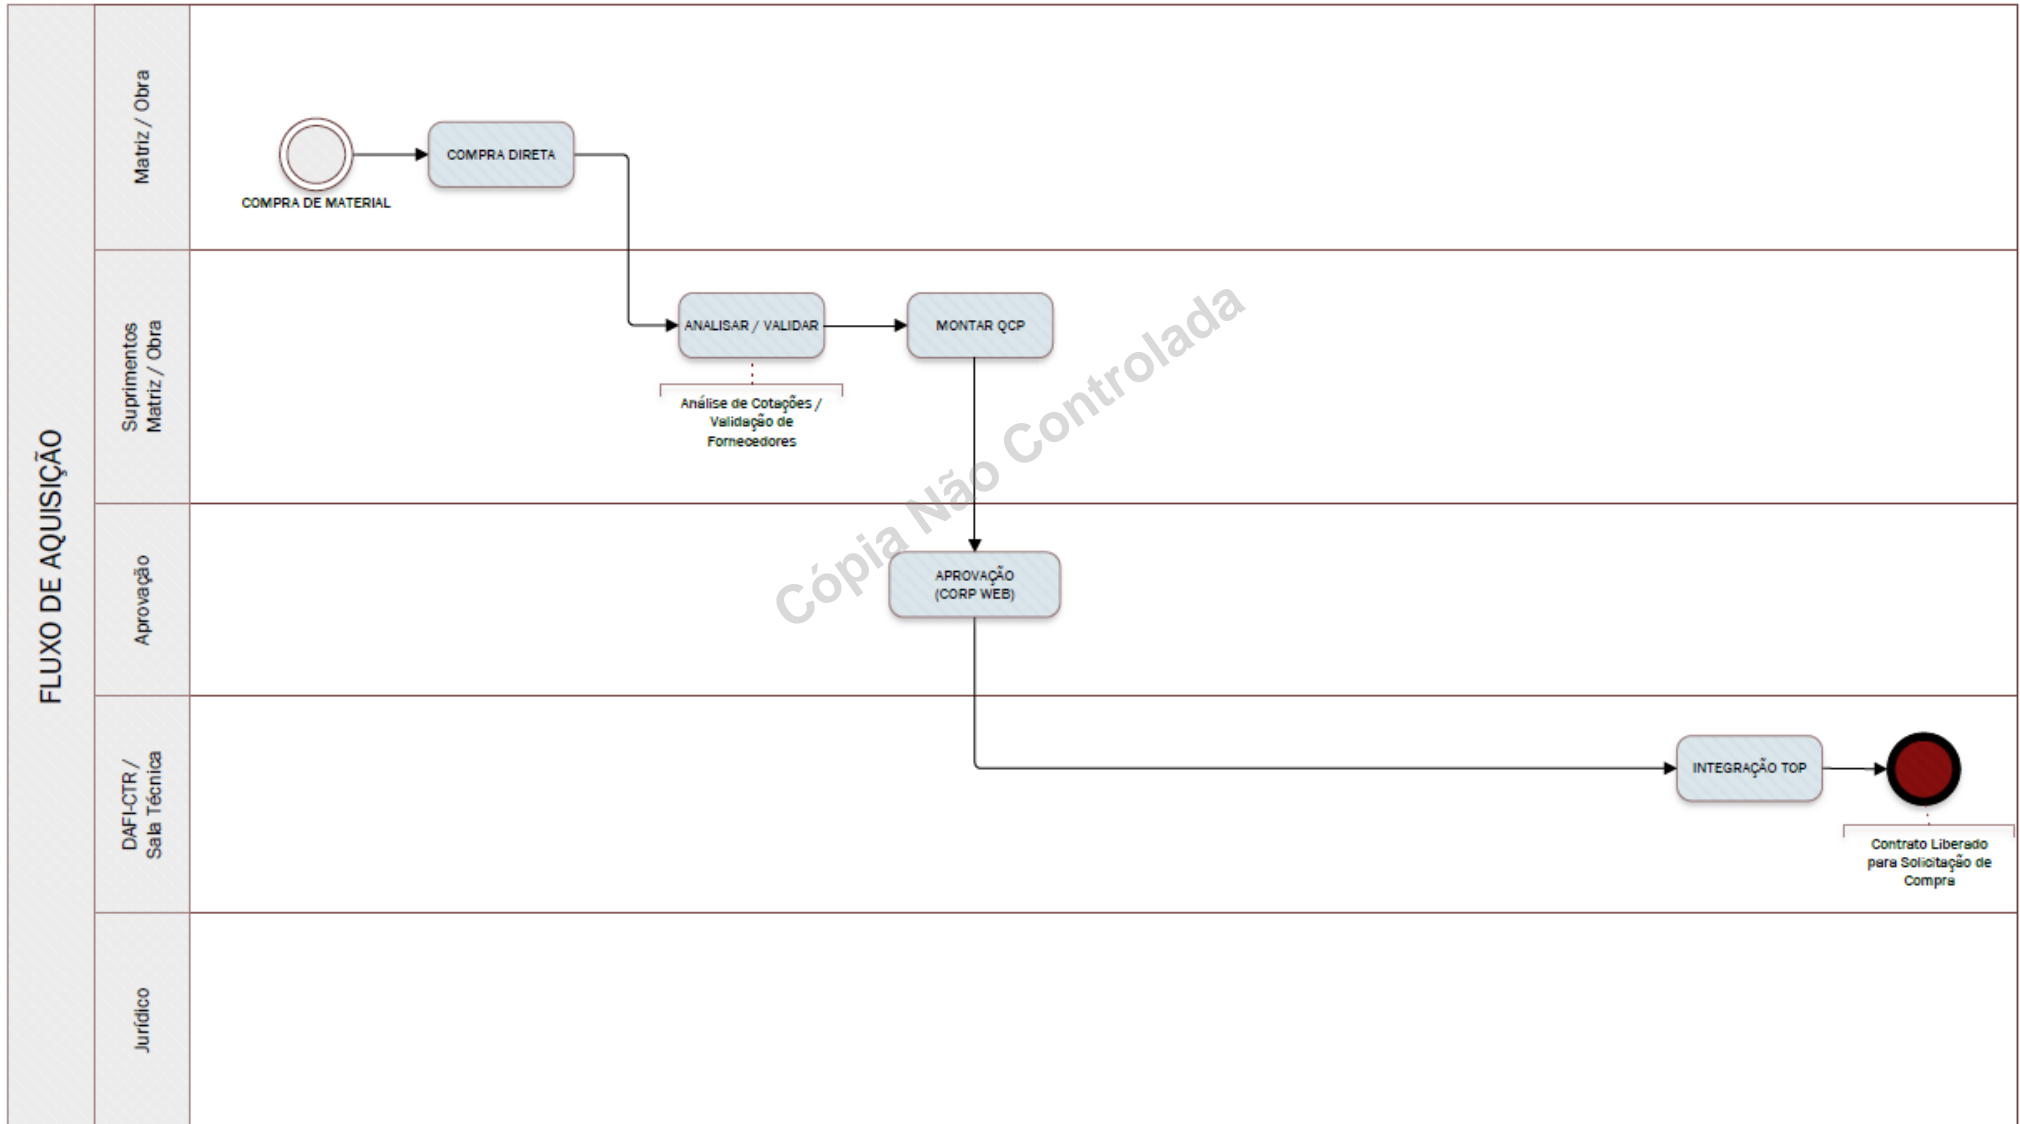 FLUXO DE AQUISIÇÃO
Matriz / Obra
COMPRA DE MATERIAL
COMPRA DIRETA
Suprimentos
Matriz / Obra
ANALISAR / VALIDAR
Análise de Cotações /
Validação de
Fornecedores
MONTAR QCP
Cópia Não Controlada
Aprovação
APROVAÇÃO
(CORP WEB)
DAFI-CTR /
Sala Técnica
INTEGRAÇÃO TOP
Contrato Liberado
para Solicitação de
Compra
Jurídico